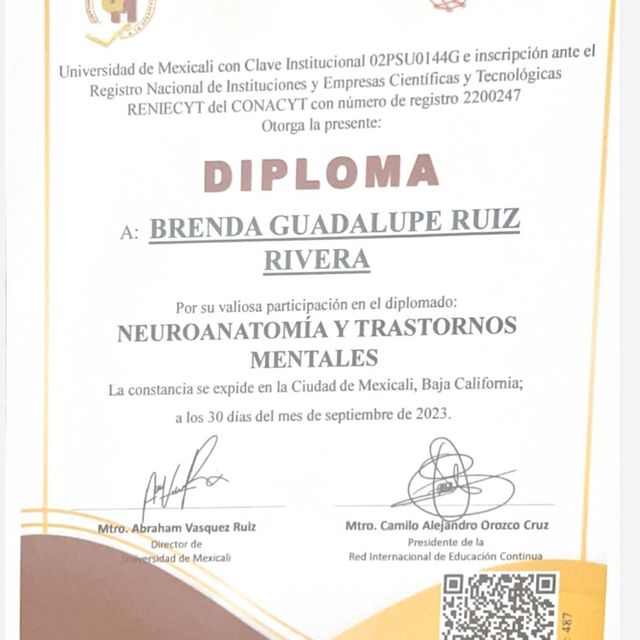 Universidad de Mexicali con Clave Institucional 02PSU0144G e inscripción ante el
Registro Nacional de Instituciones y Empresas Científicas y Tecnológicas
RENIECYT del CONACYT con número de registro 2200247
Otorga la presente:
DIPLOMA
A: BRENDA GUADALUPE RUIZ
RIVERA
Por su valiosa participación en el diplomado:
NEUROANATOMÍA Y TRASTORNOS
MENTALES
La constancia se expide en la Ciudad de Mexicali, Baja California;
a los 30 días del mes de septiembre de 2023.
Mtro. Abraham Vasquez Ruiz
Director de
Universidad de Mexicali
Mtro. Camilo Alejandro Orozco Cruz
Presidente de la
Red Internacional de Educación Continua
487